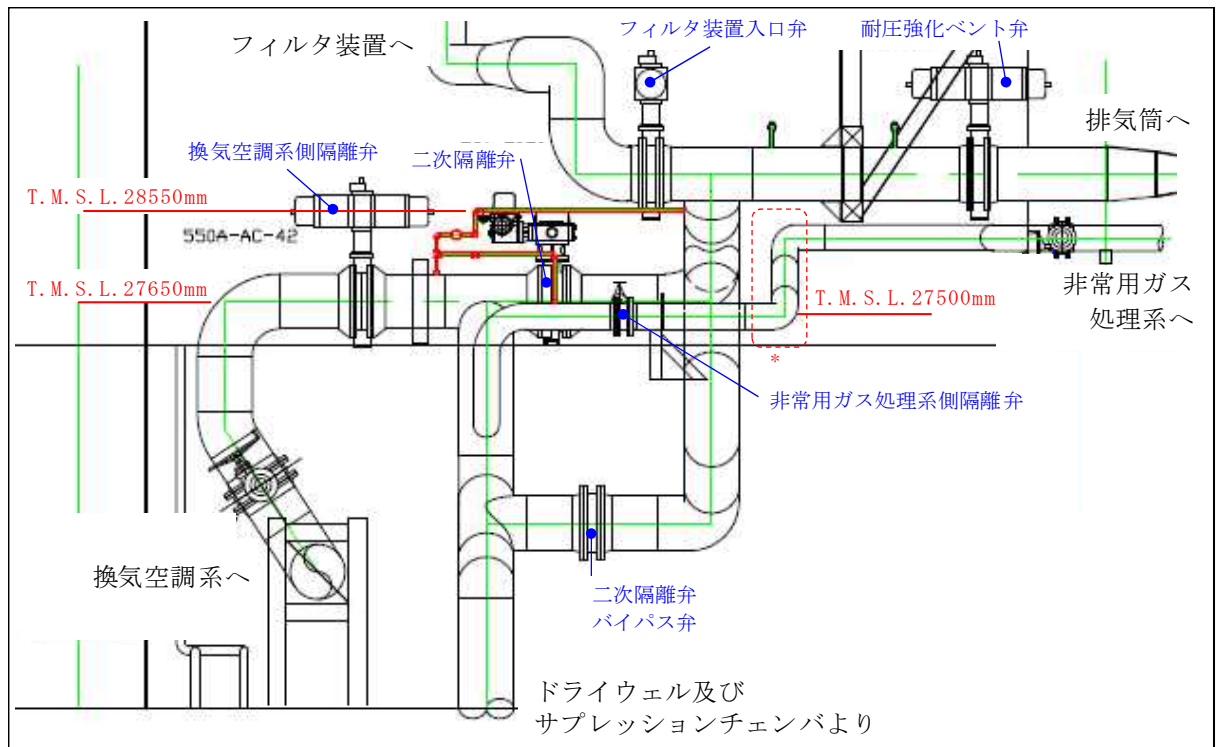 フィルタ装置へ
フィルタ装置入口弁
耐圧強化ベント弁
排気筒へ
換気空調系側隔離弁
二次隔離弁
T.M.S.L.28550mm
550A-AC-42
T.M.S.L.27650mm
T.M.S.L.27500mm
非常用ガス
処理系へ
*
非常用ガス処理系側隔離弁
換気空調系へ
二次隔離弁
バイパス弁
ドライウェル及び
サプレッションチェンバより